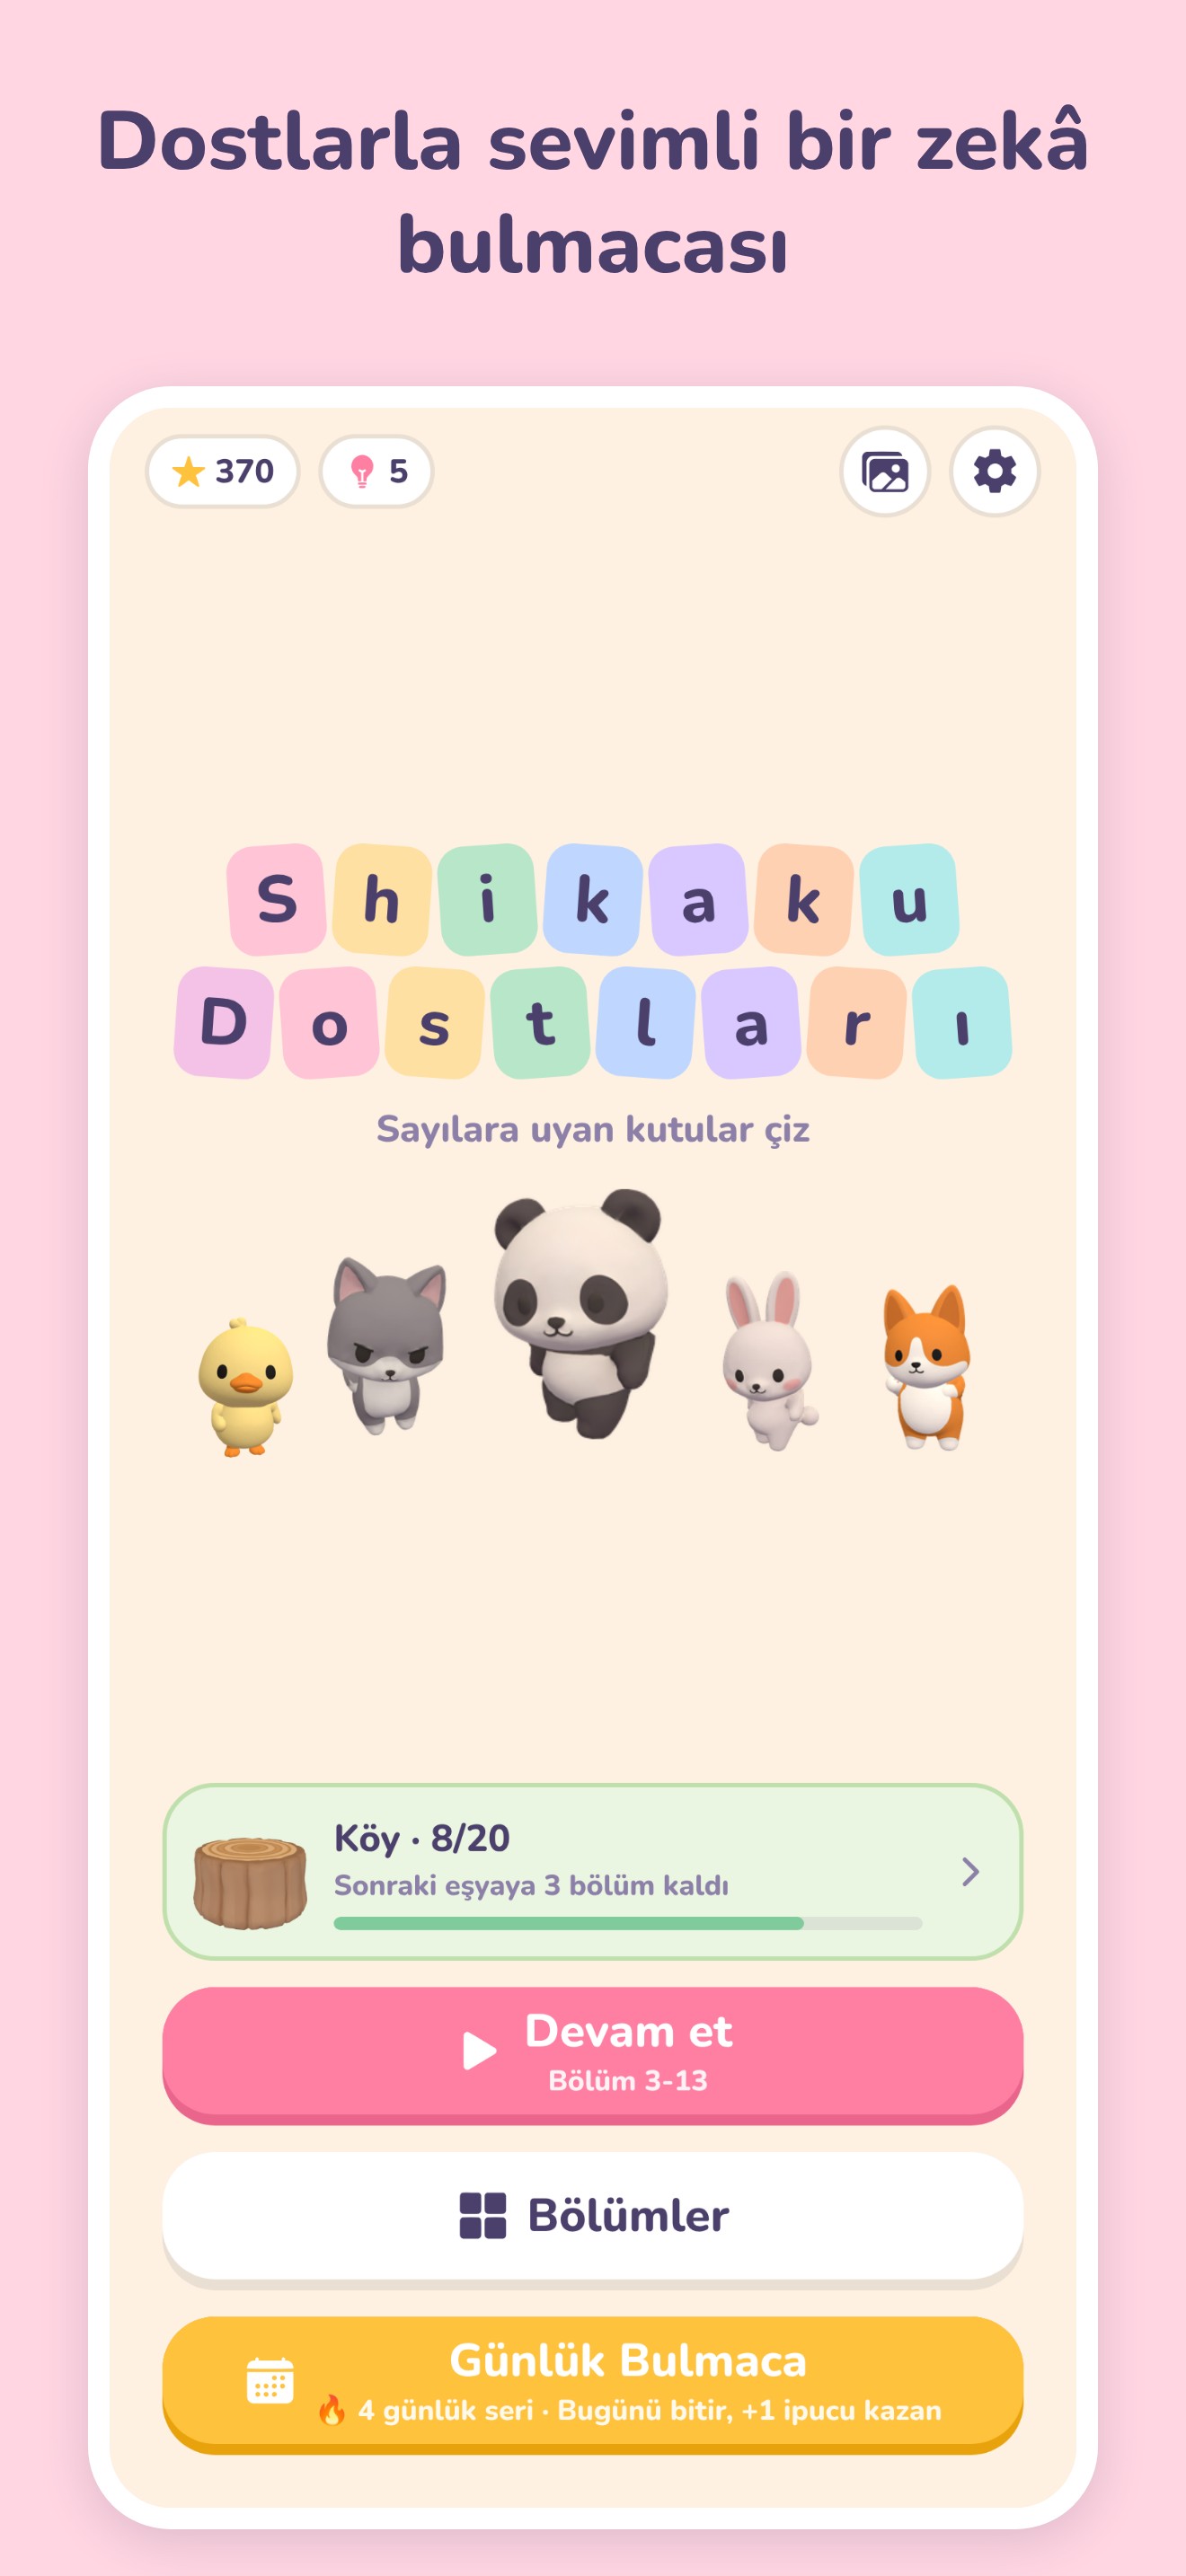 Dostlarla sevimli bir zekâ
bulmacası
370
5
Shikaku
Dostları
Sayılara uyan kutular çiz
Köy · 8/20
Sonraki eşyaya 3 bölüm kaldı
Devam et
Bölüm 3-13
Bölümler
Günlük Bulmaca
🔥 4 günlük seri · Bugünü bitir, +1 ipucu kazan